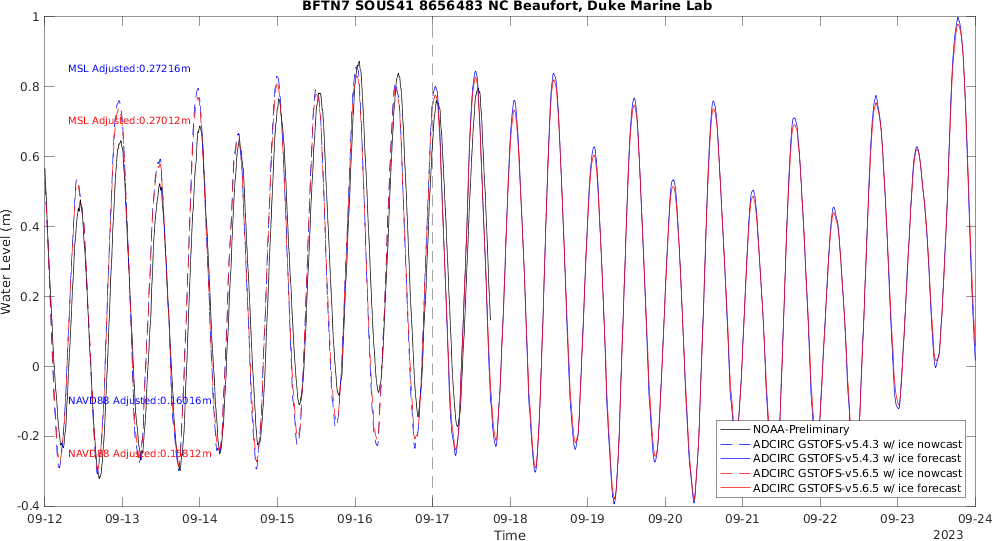 BFTN7 SOUS41 8656483 NC Beaufort, Duke Marine Lab
1
0.8
0.6
0.4
0.2
0
-0.2
-0.4
Water Level (m)
MSL Adjusted:0.27216m
MSL Adjusted:0.27012m
NAVD88 Adjusted:0.16016m
NAVD88 Adjusted:0.15812m
NOAA-Preliminary
ADCIRC GSTOFS-v5.4.3 w/ ice nowcast
ADCIRC GSTOFS-v5.4.3 w/ ice forecast
ADCIRC GSTOFS-v5.6.5 w/ ice nowcast
ADCIRC GSTOFS-v5.6.5 w/ ice forecast
09-12 09-13 09-14 09-15 09-16 09-17 09-18 09-19 09-20 09-21 09-22 09-23 09-24
Time
2023